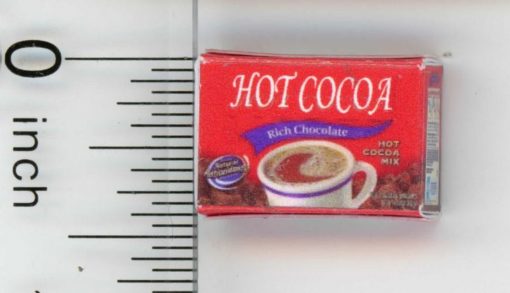 0
inch
HOT COCOA
Rich Chocolate
HOT
COCOA
MIX